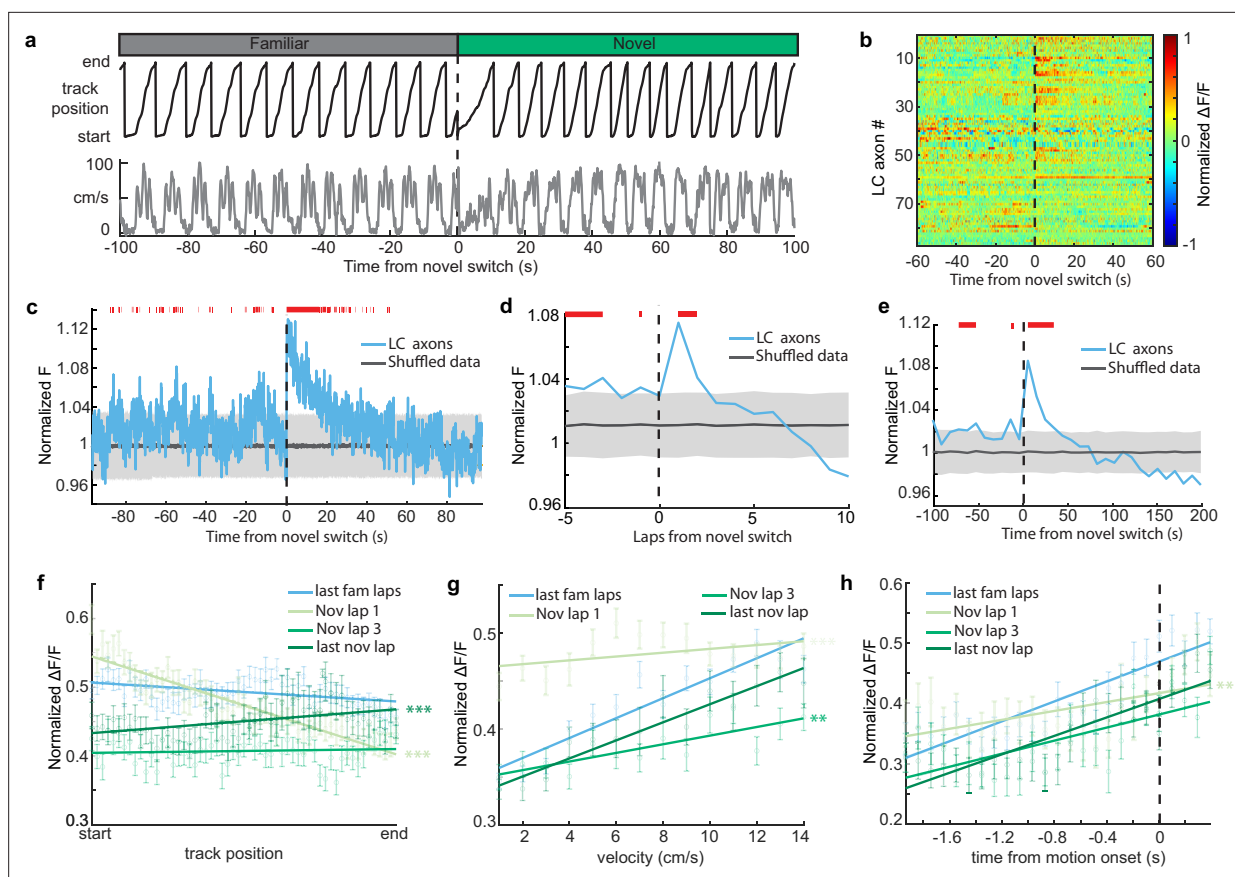 a
Familiar
Novel
end
track
position
start
100
cm/s
0
-100 -80 -60 -40 -20 0 20 40 60 80 100
Time from novel switch (s)
b
10
30
50
70
LC axon #
-60 -40 -20 0 20 40 60
Time from novel switch (s)
1
0
-1
Normalized ΔF/F
c
1.12
1.08
1.04
1
0.96
Normalized F
LC axons
Shuffled data
-80 -60 -40 -20 0 20 40 60 80
Time from novel switch (s)
d
1.08
1.04
1
0.96
Normalized F
LC axons
Shuffled data
-5 0 5 10
Laps from novel switch
e
1.12
1.08
1.04
1
0.96
Normalized F
LC axons
Shuffled data
-100 -50 0 50 100 150 200
Time from novel switch (s)
f
0.6
0.5
0.4
0.3
Normalized ΔF/F
last fam laps
Nov lap 1
Nov lap 3
last nov lap
***
***
start end
track position
g
0.5
0.4
0.3
Normalized ΔF/F
last fam laps
Nov lap 1
Nov lap 3
last nov lap
***
**
2 4 6 8 10 12 14
velocity (cm/s)
h
0.6
0.5
0.4
0.3
0.2
Normalized ΔF/F
last fam laps
Nov lap 1
Nov lap 3
last nov lap
**
-1.6 -1.2 -0.8 -0.4 0
time from motion onset (s)